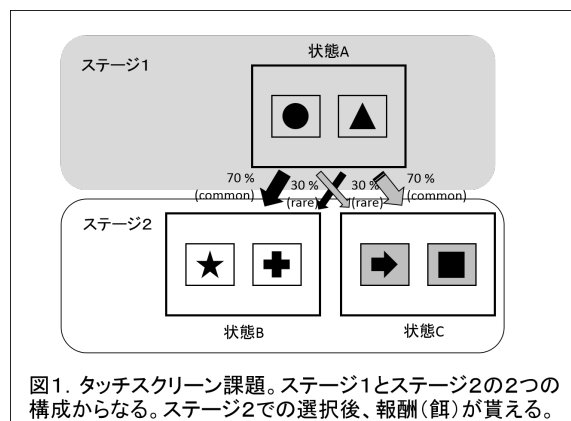 ステージ1
状態A
70 %
(common)
30 %
(rare)
30 %
(rare)
70 %
(common)
ステージ2
状態B
状態C
図1. タッチスクリーン課題。ステージ1とステージ2の2つの
構成からなる。ステージ2での選択後、報酬(餌)が貰える。